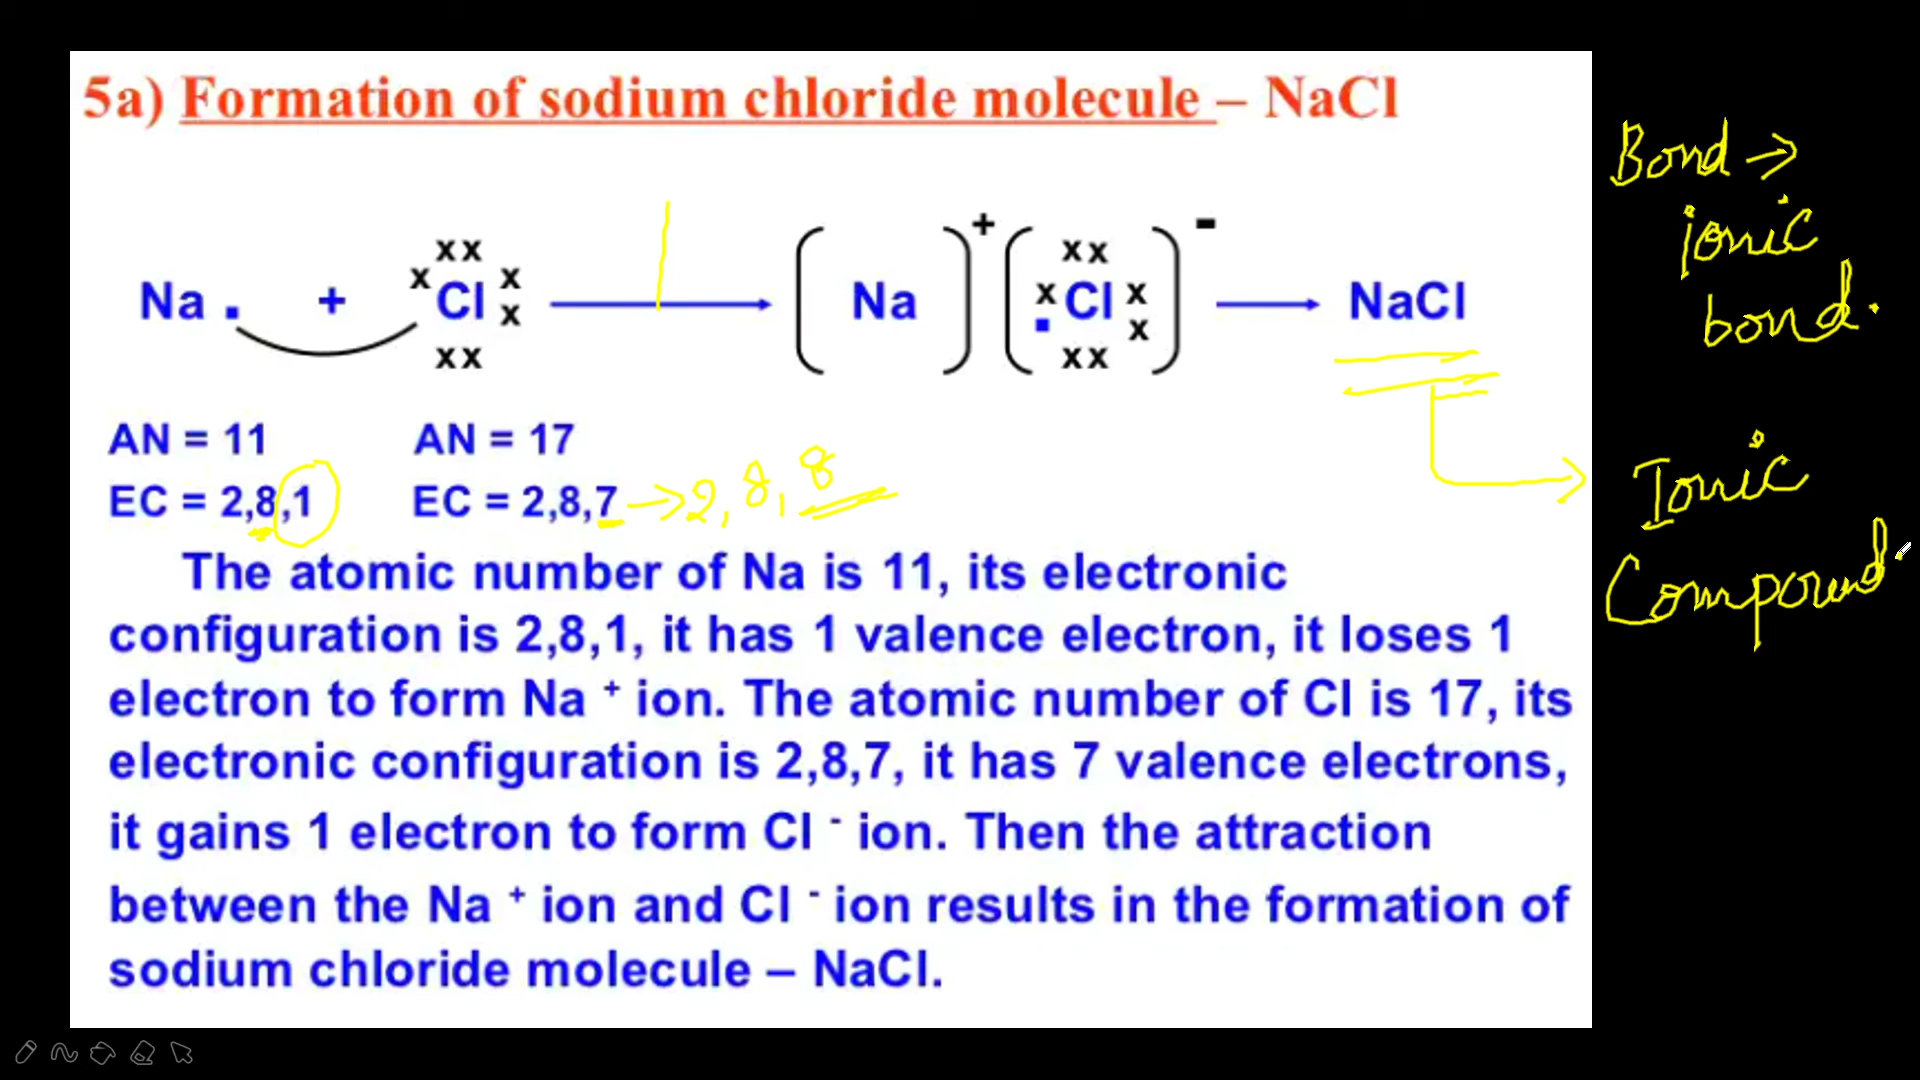 5a) Formation of sodium chloride molecule – NaCl
Bond →
ionic
bond.
+ -
xx xx
x x
Na . + Cl x ( Na ) ( x Cl x ) → NaCl
. x
xx xx
AN = 11 AN = 17
EC = 2,8,1 EC = 2,8,7 → 2, 8, 8
Ionic
Compound.
The atomic number of Na is 11, its electronic
configuration is 2,8,1, it has 1 valence electron, it loses 1
electron to form Na + ion. The atomic number of Cl is 17, its
electronic configuration is 2,8,7, it has 7 valence electrons,
it gains 1 electron to form Cl - ion. Then the attraction
between the Na + ion and Cl - ion results in the formation of
sodium chloride molecule – NaCl.